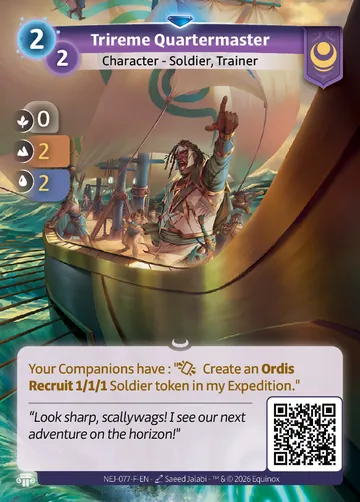 2
Trireme Quartermaster
2
Character - Soldier, Trainer
0
2
2
Your Companions have : " Create an Ordis
Recruit 1/1/1 Soldier token in my Expedition."
"Look sharp, scallywags! I see our next
adventure on the horizon!"
NEJ-077-F-EN - Saeed Jalabi - ™ & © 2026 Equinox